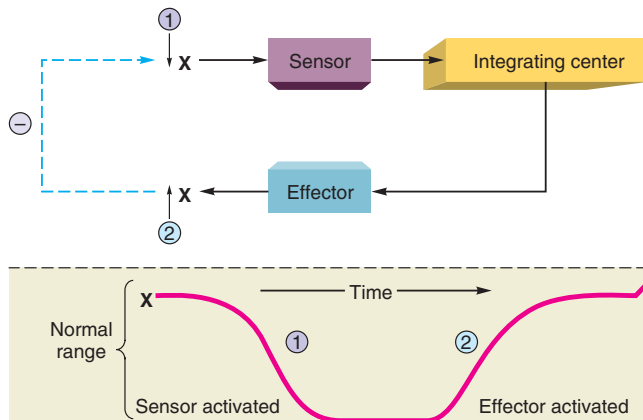 1
X
Sensor
Integrating center
−
X
Effector
2
X
Time
Normal
range
1
2
Sensor activated
Effector activated